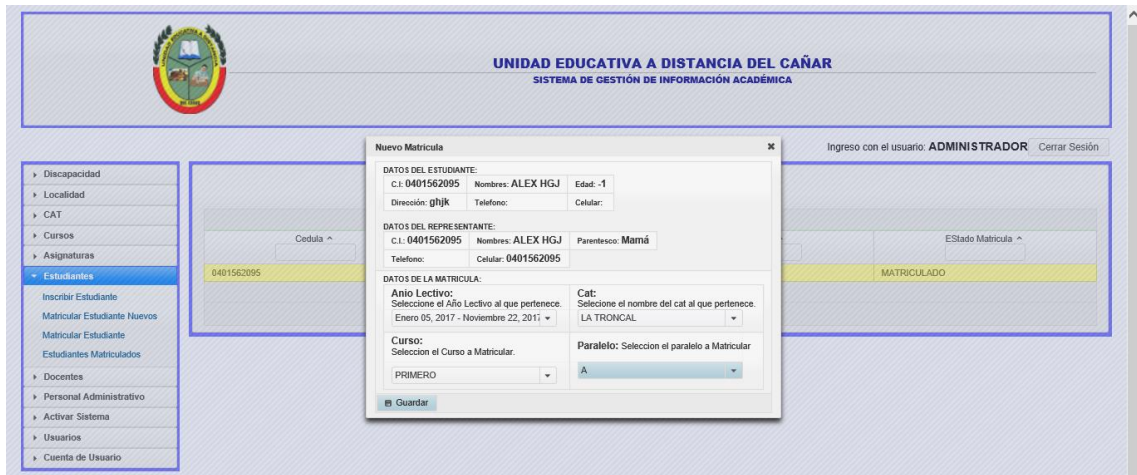 UNIDAD EDUCATIVA A DISTANCIA DEL CAÑAR
SISTEMA DE GESTIÓN DE INFORMACIÓN ACADÉMICA
Ingreso con el usuario: ADMINISTRADOR Cerrar Sesión
Discapacidad
Localidad
CAT
Cursos
Asignaturas
Estudiantes
Inscribir Estudiante
Matricular Estudiante Nuevos
Matricular Estudiante
Estudiantes Matriculados
Docentes
Personal Administrativo
Activar Sistema
Usuarios
Cuenta de Usuario
Cedula
EStado Matricula
0401562095
MATRICULADO
Nuevo Matricula
DATOS DEL ESTUDIANTE:
C.I: 0401562095 Nombres: ALEX HGJ Edad: -1
Dirección: ghjk Telefono: Celular:
DATOS DEL REPRESENTANTE:
C.I.: 0401562095 Nombres: ALEX HGJ Parentesco: Mamá
Telefono: Celular: 0401562095
DATOS DE LA MATRICULA:
Anio Lectivo:
Seleccione el Año Lectivo al que pertenece.
Enero 05, 2017 - Noviembre 22, 2017
Cat:
Selecione el nombre del cat al que pertenece.
LA TRONCAL
Curso:
Seleccion el Curso a Matricular.
PRIMERO
Paralelo: Seleccion el paralelo a Matricular
A
Guardar